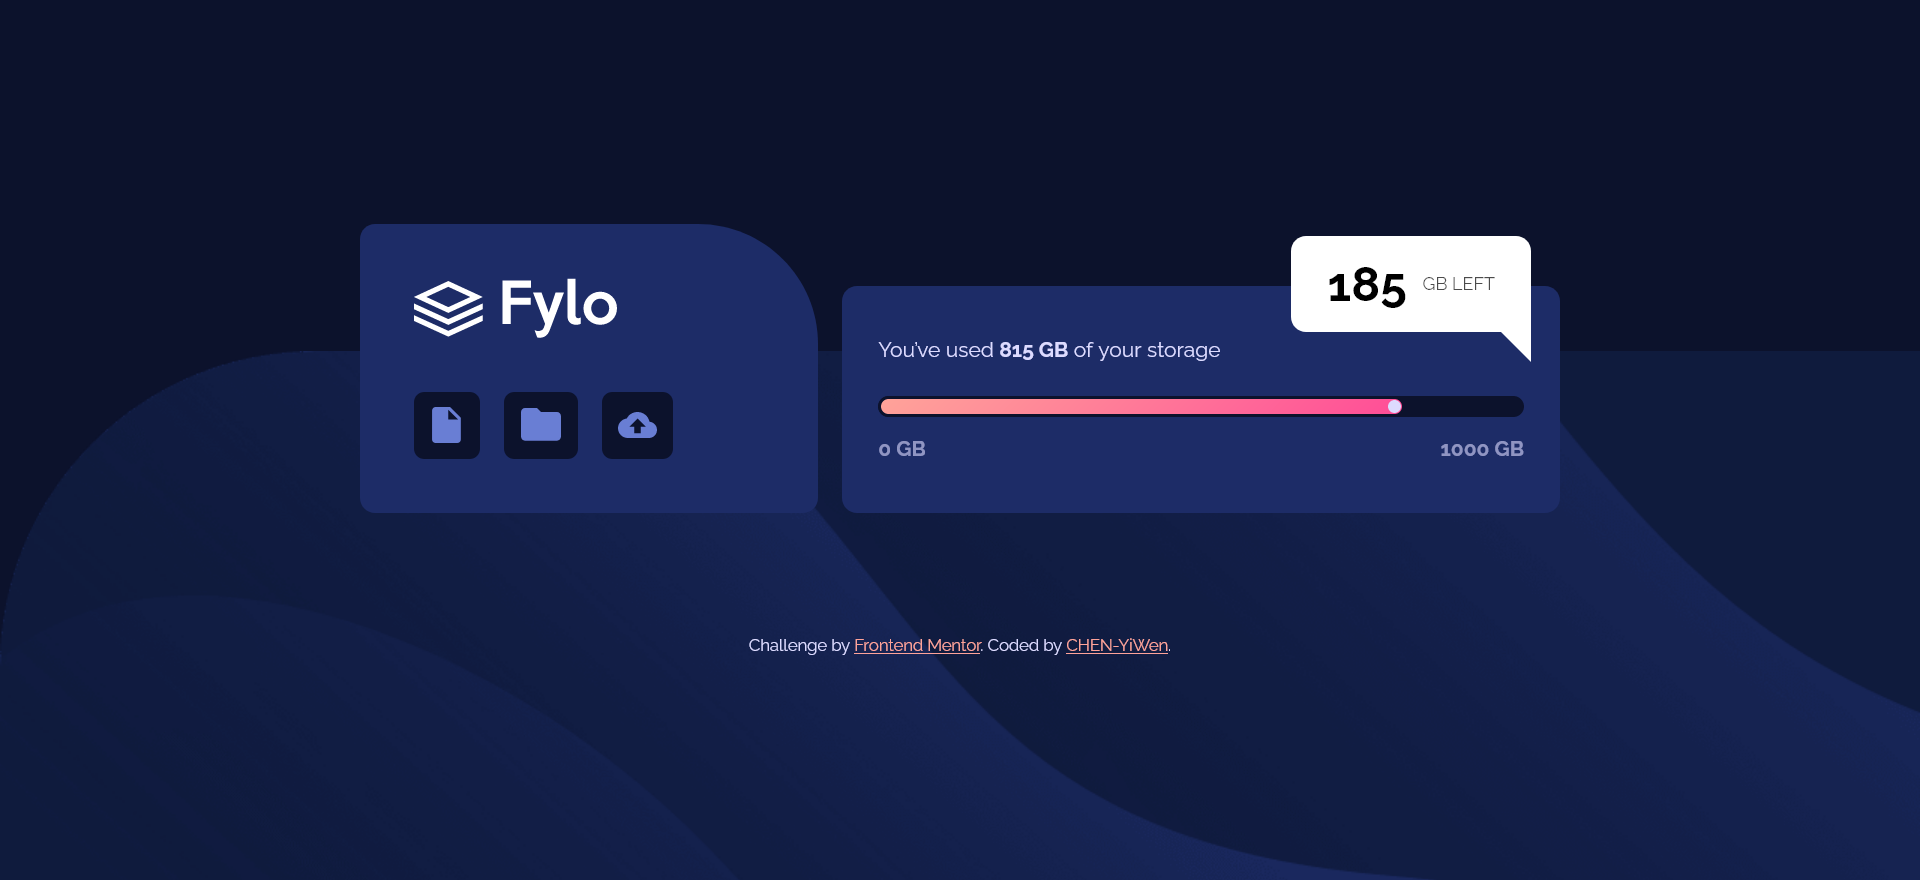 Fylo
185 GB LEFT
You've used 815 GB of your storage
0 GB
1000 GB
Challenge by Frontend Mentor. Coded by CHEN-YiWen.